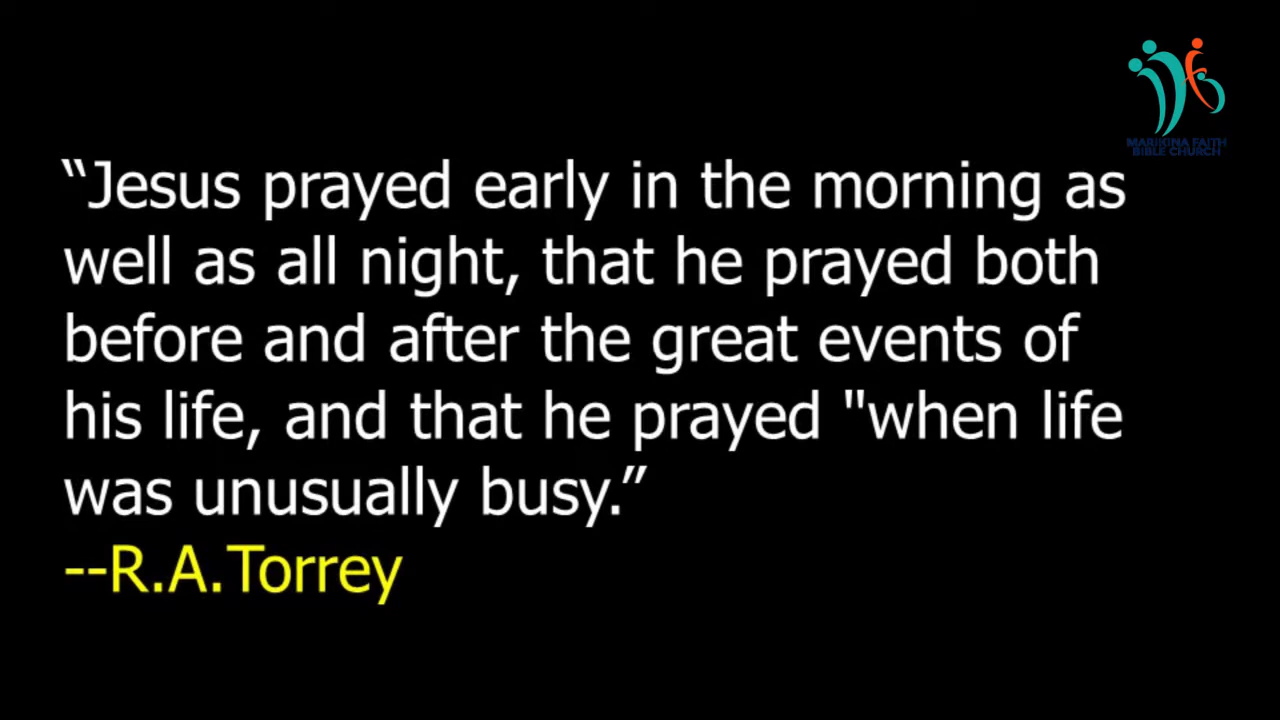 MARIKINA FAITH
BIBLE CHURCH
“Jesus prayed early in the morning as
well as all night, that he prayed both
before and after the great events of
his life, and that he prayed "when life
was unusually busy.”
--R.A.Torrey